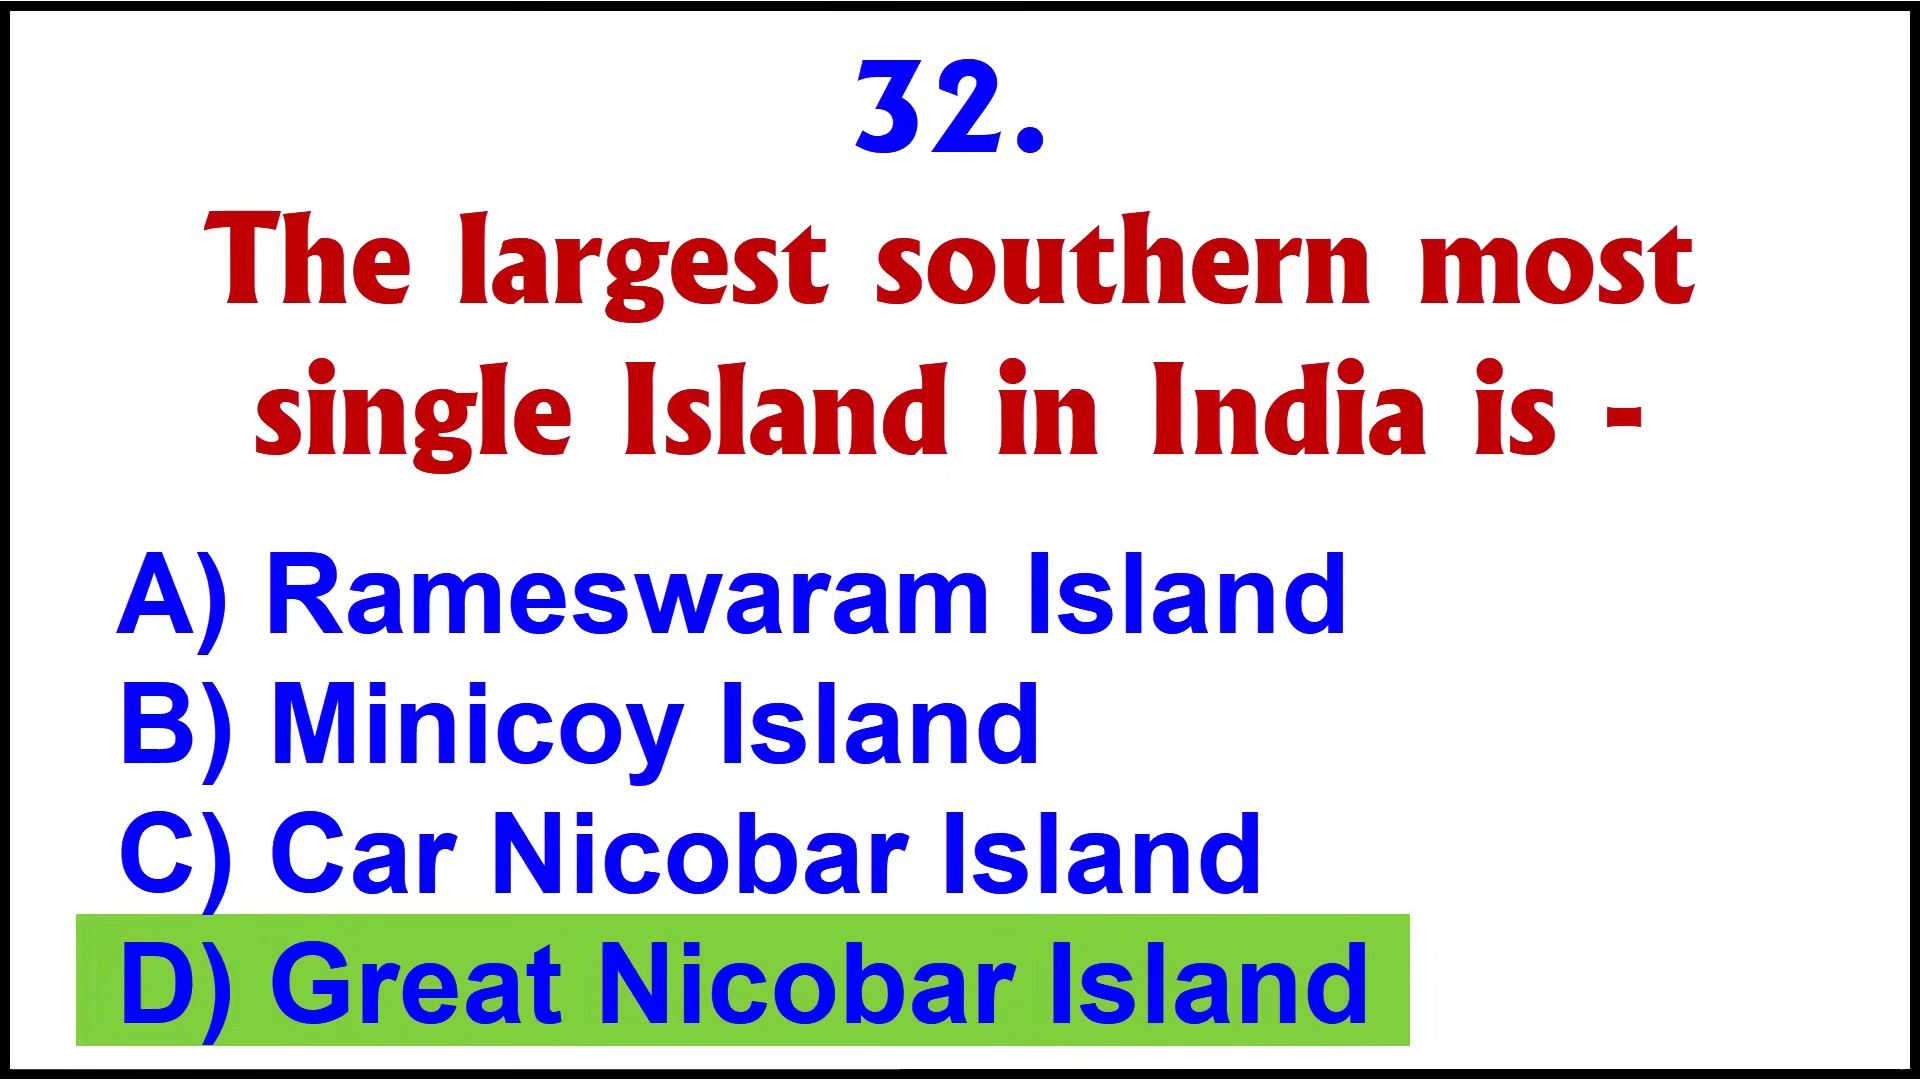 32.
The largest southern most
single Island in India is -
A) Rameswaram Island
B) Minicoy Island
C) Car Nicobar Island
D) Great Nicobar Island